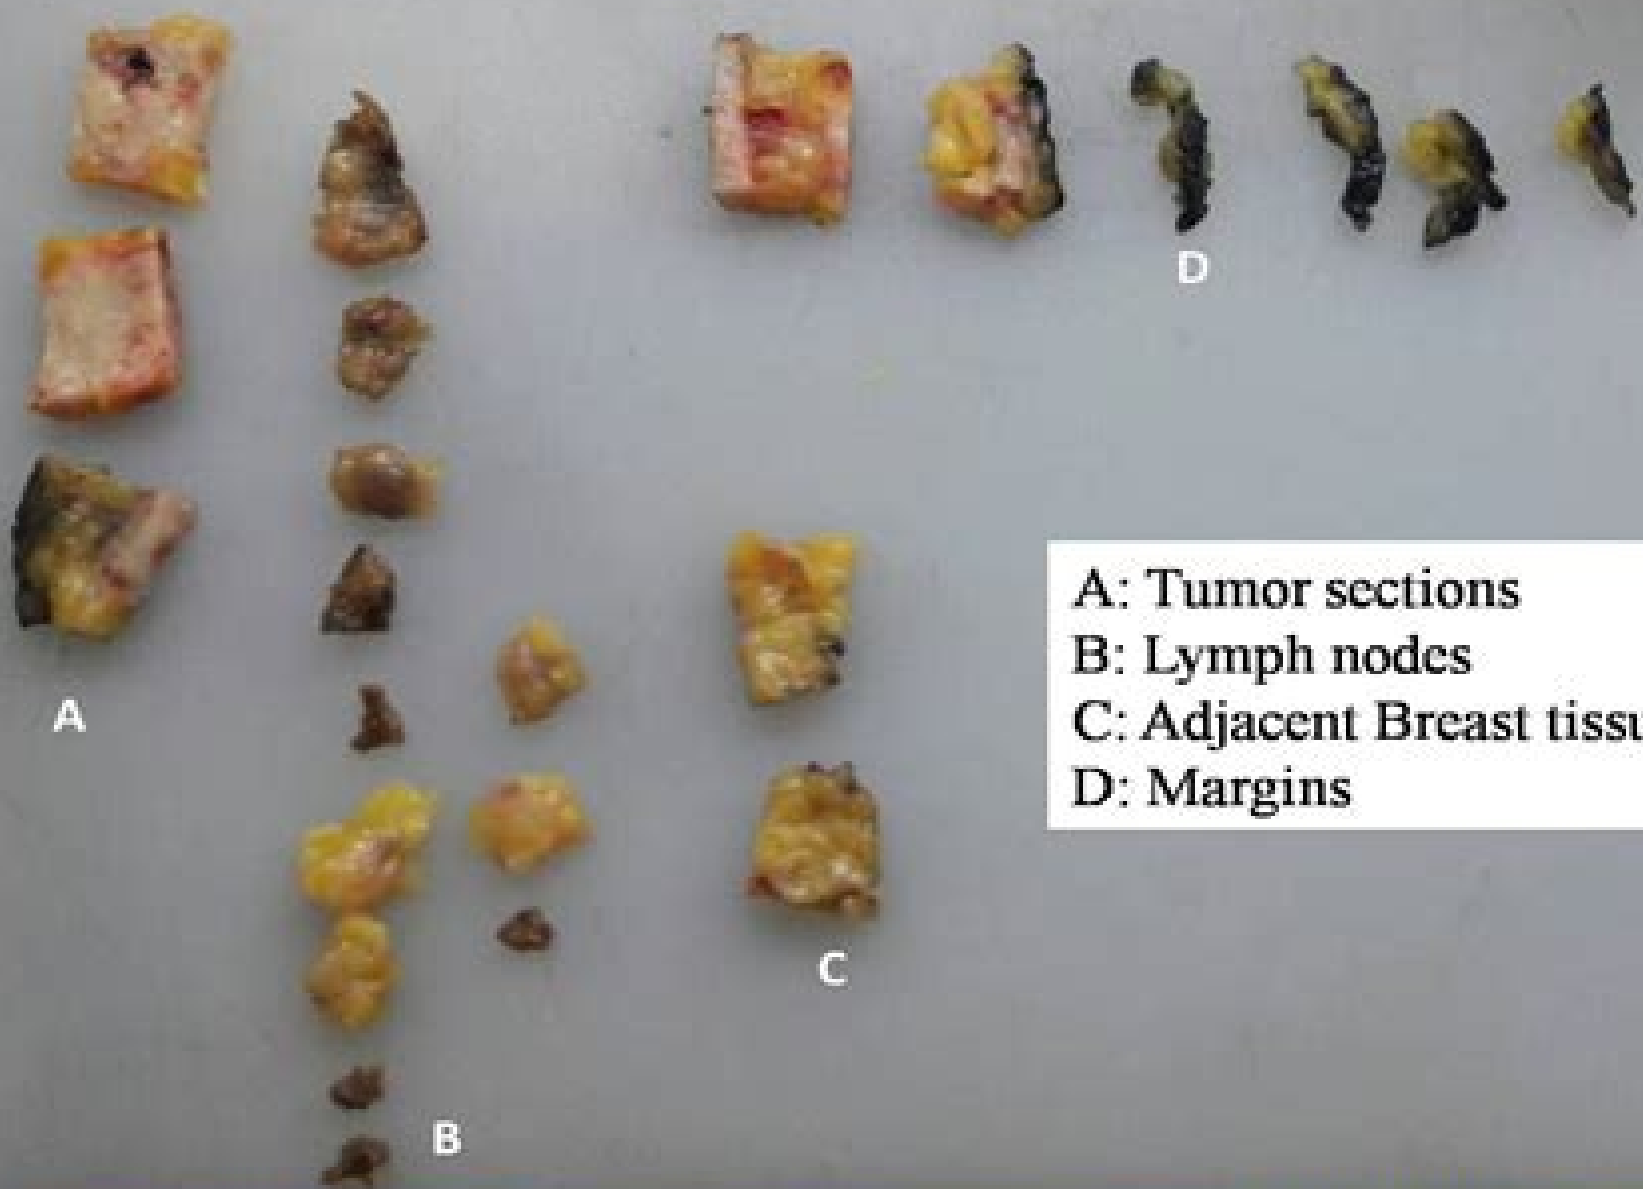 D
A: Tumor sections
B: Lymph nodes
C: Adjacent Breast tissu
D: Margins
A
C
B